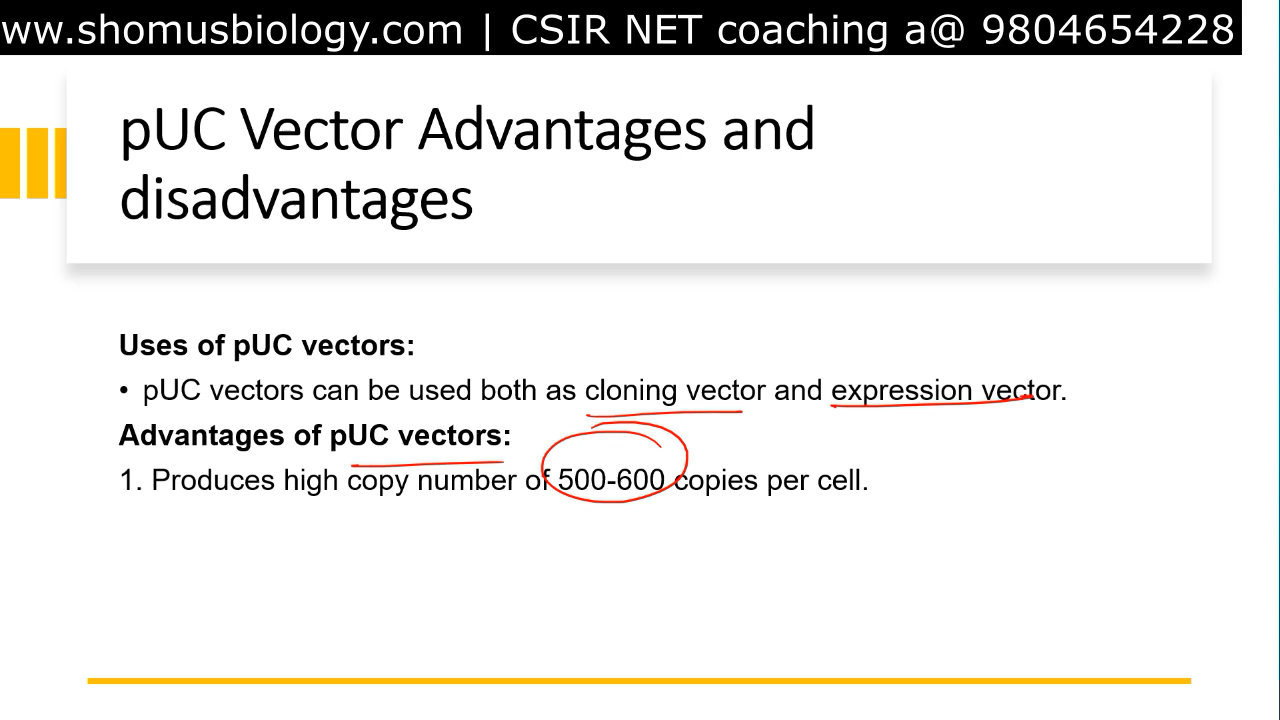 ww.shomusbiology.com | CSIR NET coaching a@ 9804654228
pUC Vector Advantages and
disadvantages
Uses of pUC vectors:
• pUC vectors can be used both as cloning vector and expression vector.
Advantages of pUC vectors:
1. Produces high copy number of 500-600 copies per cell.